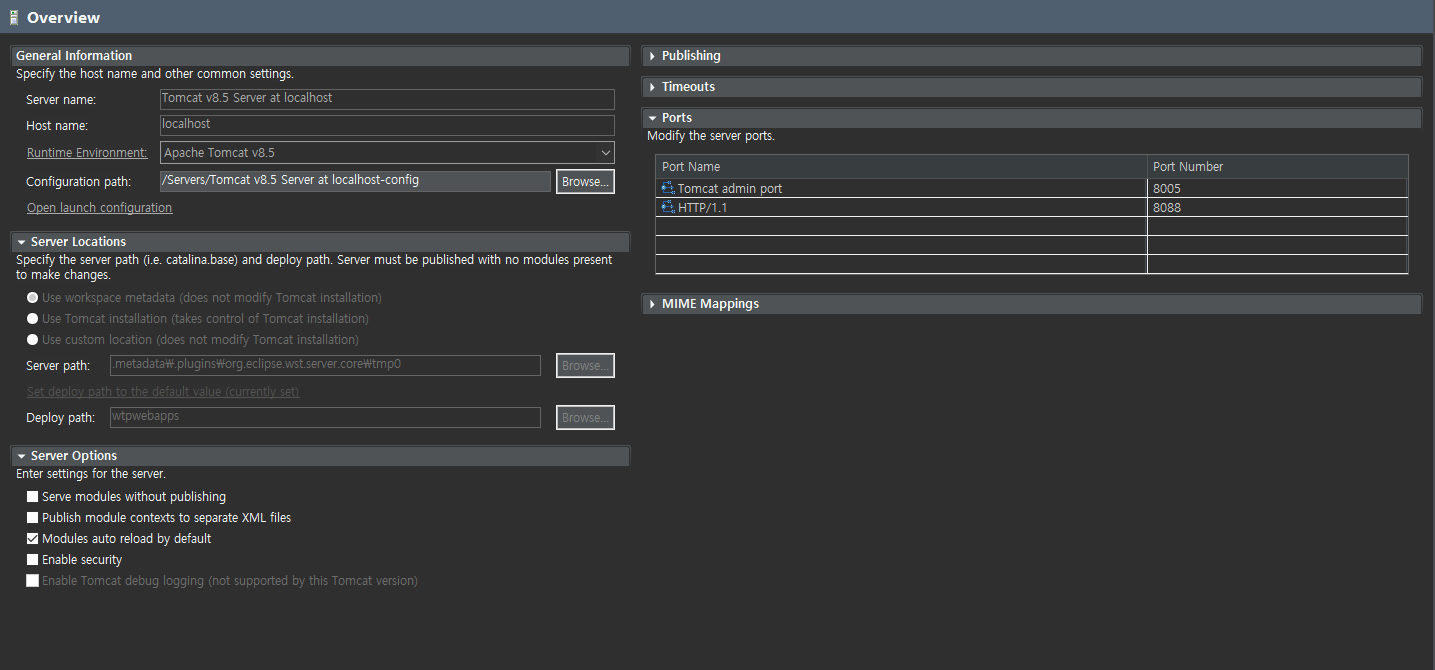 Overview
General Information
Specify the host name and other common settings.
Server name:
Tomcat v8.5 Server at localhost
Host name:
localhost
Runtime Environment:
Apache Tomcat v8.5
Configuration path:
/Servers/Tomcat v8.5 Server at localhost-config
Browse...
Open launch configuration
Server Locations
Specify the server path (i.e. catalina.base) and deploy path. Server must be published with no modules present
to make changes.
Use workspace metadata (does not modify Tomcat installation)
Use Tomcat installation (takes control of Tomcat installation)
Use custom location (does not modify Tomcat installation)
Server path:
.metadata₩.plugins₩org.eclipse.wst.server.core₩tmp0
Browse...
Set deploy path to the default value (currently set)
Deploy path:
wtpwebapps
Browse...
Server Options
Enter settings for the server.
Serve modules without publishing
Publish module contexts to separate XML files
Modules auto reload by default
Enable security
Enable Tomcat debug logging (not supported by this Tomcat version)
Publishing
Timeouts
Ports
Modify the server ports.
Port Name Port Number
Tomcat admin port 8005
HTTP/1.1 8088
MIME Mappings